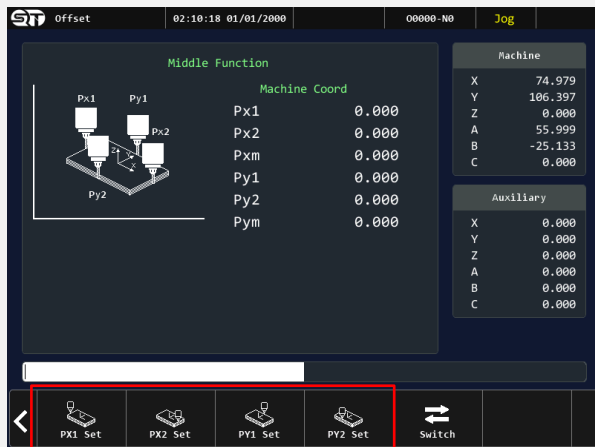 ST Offset 02:10:18 01/01/2000 O0000-N0 Jog
Middle Function
Machine Coord
Px1 0.000
Px2 0.000
Pxm 0.000
Py1 0.000
Py2 0.000
Pym 0.000
Px1 Py1
Px2
Z Y
X
Py2
Machine
X 74.979
Y 106.397
Z 0.000
A 55.999
B -25.133
C 0.000
Auxiliary
X 0.000
Y 0.000
Z 0.000
A 0.000
B 0.000
C 0.000
PX1 Set PX2 Set PY1 Set PY2 Set Switch